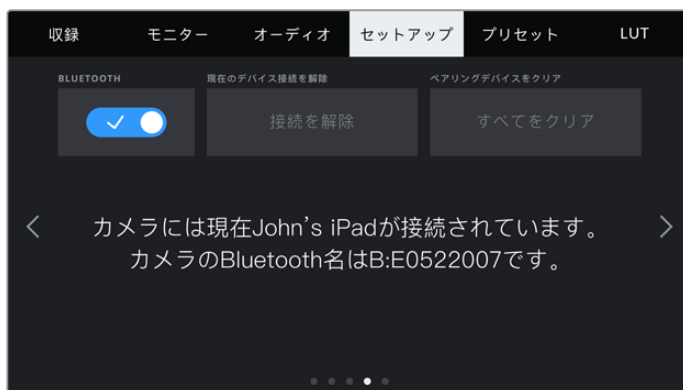 収録 モニター オーディオ セットアップ プリセット LUT
BLUETOOTH 現在のデバイス接続を解除 ペアリングデバイスをクリア
接続を解除 すべてをクリア
カメラには現在John’s iPadが接続されています。
カメラのBluetooth名はB:E0522007です。